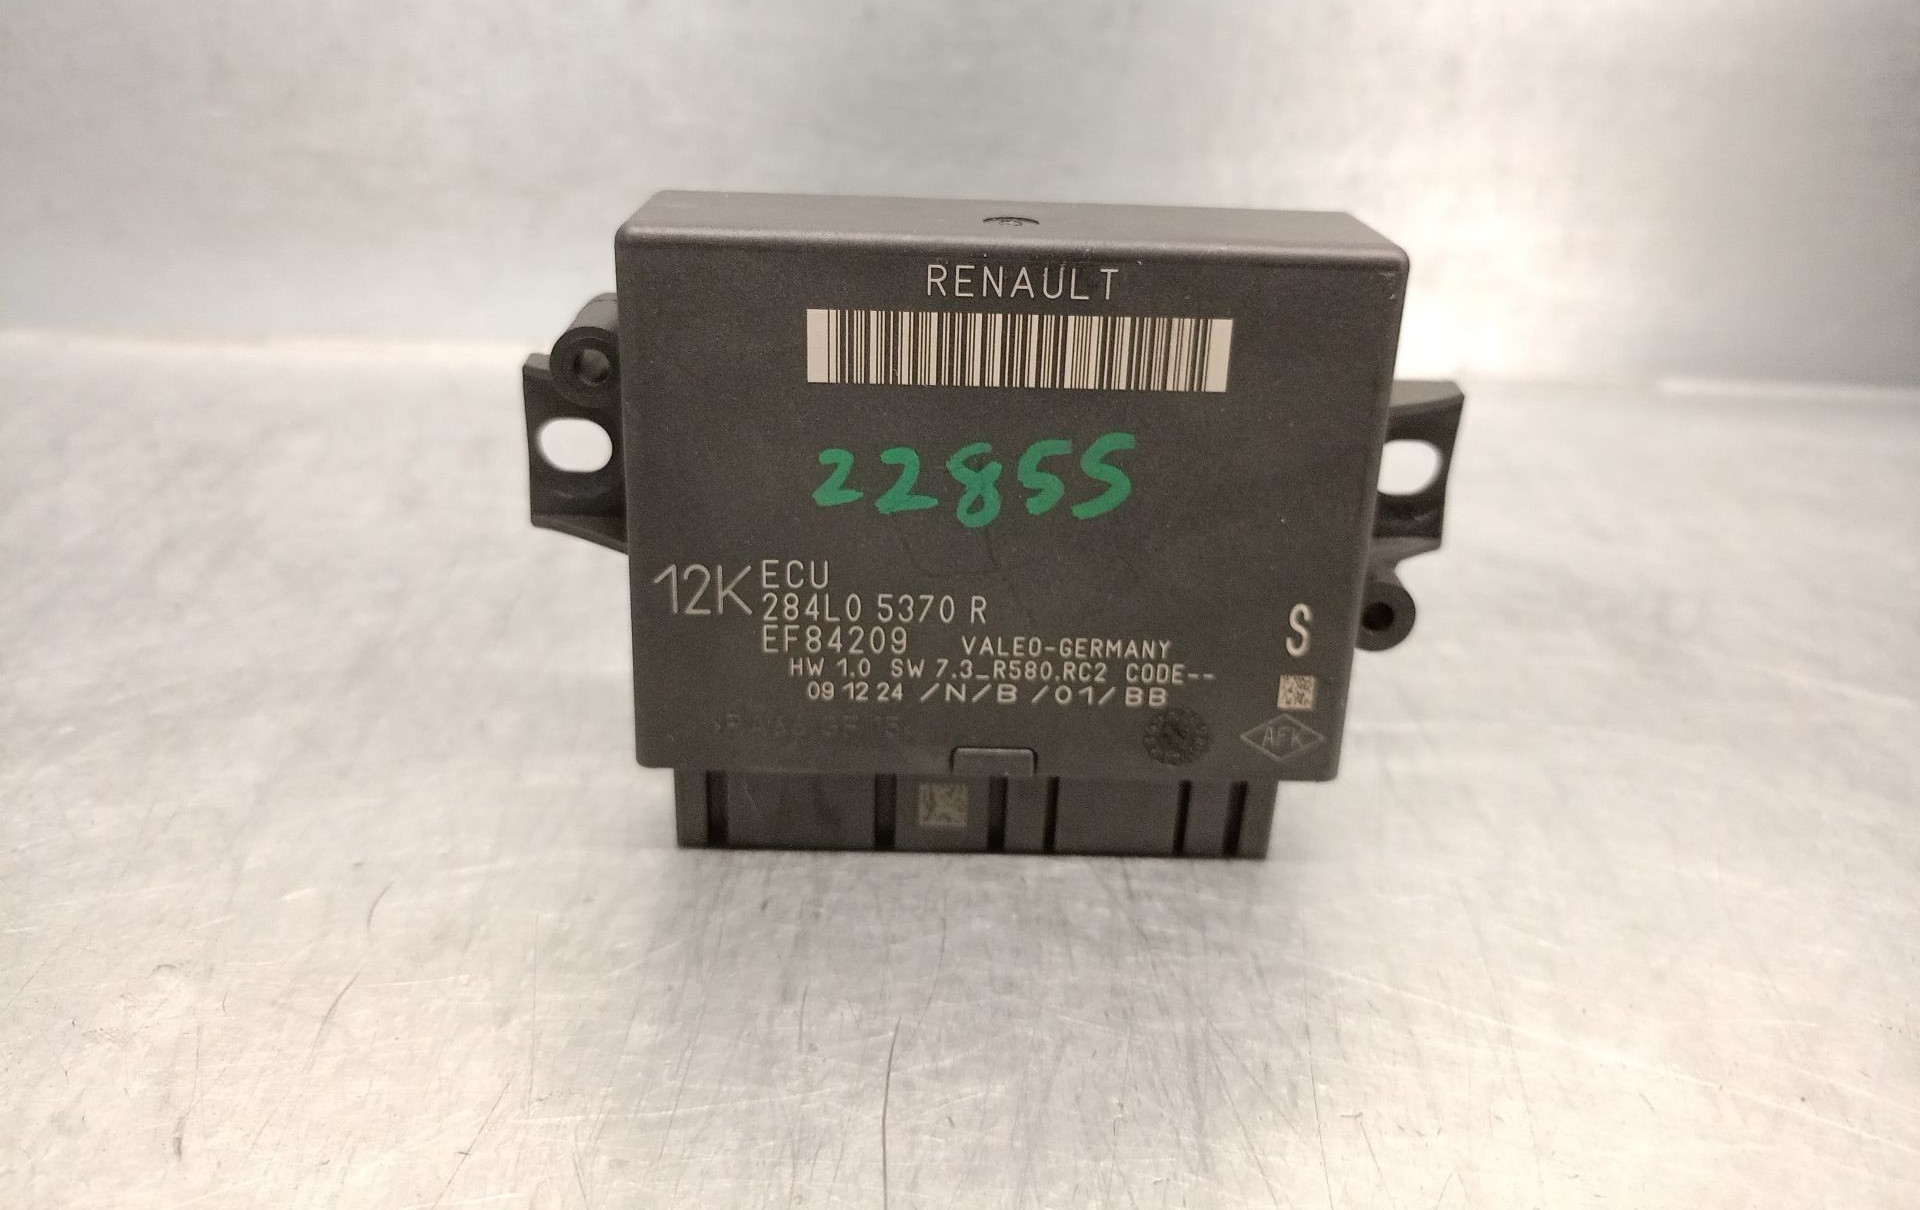 RENAULT
22855
12K ECU
284L0 5370 R
EF84209 VALEO-GERMANY
HW 1.0 SW 7.3_R580.RC2 CODE--
09 12 24 /N/B/01/BB
S
AFK